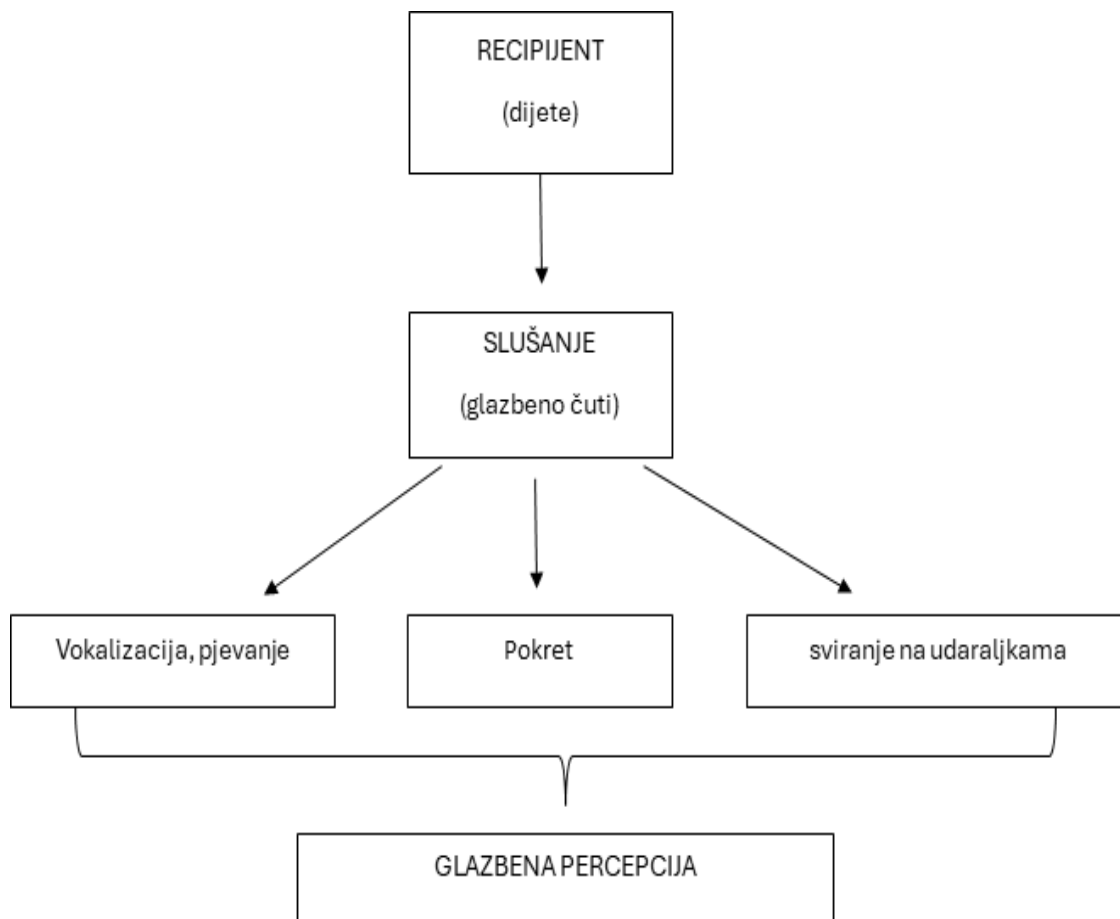 RECIPIJENT
(dijete)
SLUŠANJE
(glazbeno čuti)
Vokalizacija, pjevanje
Pokret
sviranje na udaraljkama
GLAZBENA PERCEPCIJA